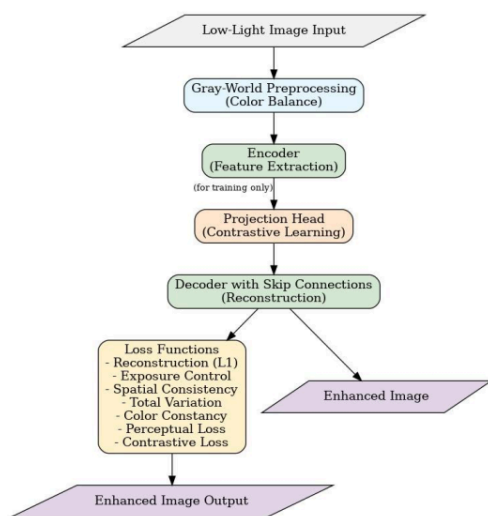 Low-Light Image Input
Gray-World Preprocessing
(Color Balance)
Encoder
(Feature Extraction)
(for training only)
Projection Head
(Contrastive Learning)
Decoder with Skip Connections
(Reconstruction)
Loss Functions
- Reconstruction (L1)
- Exposure Control
- Spatial Consistency
- Total Variation
- Color Constancy
- Perceptual Loss
- Contrastive Loss
Enhanced Image
Enhanced Image Output